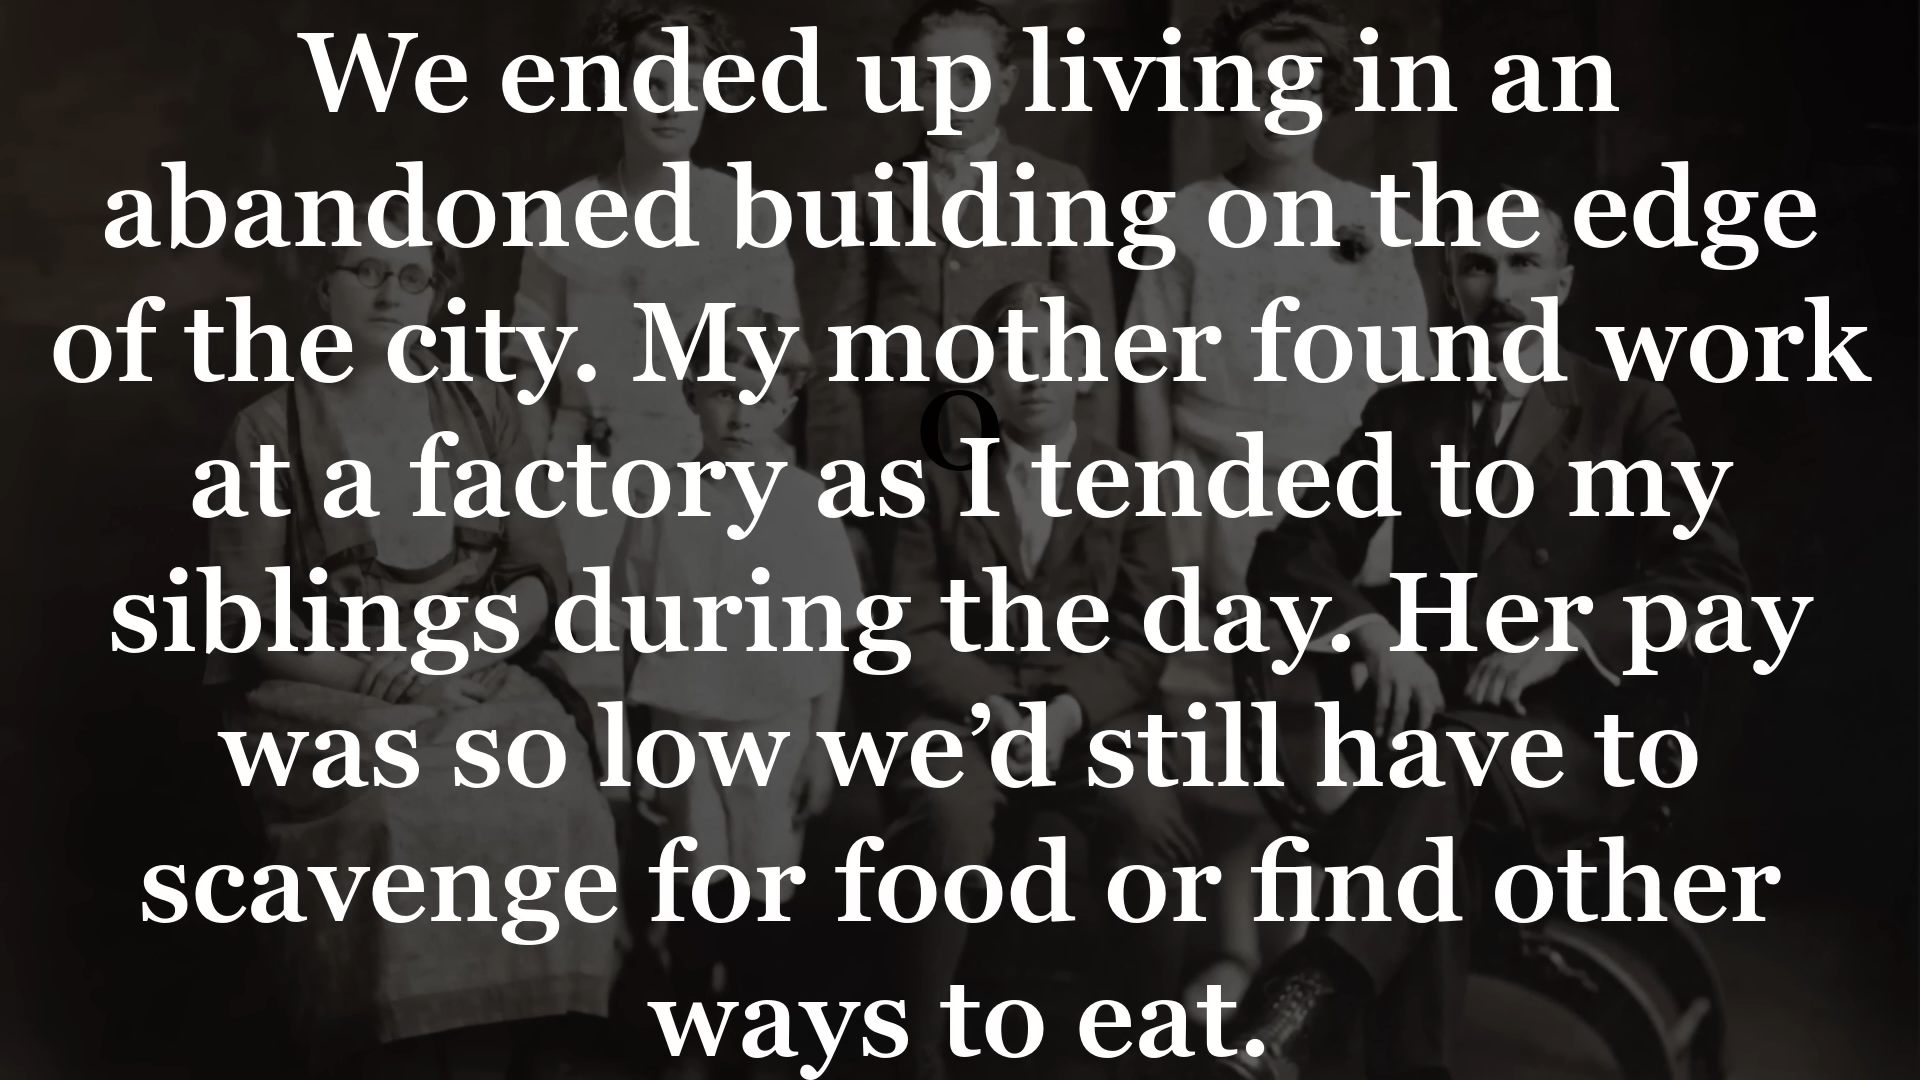 We ended up living in an
abandoned building on the edge
of the city. My mother found work
O
at a factory as I tended to my
siblings during the day. Her pay
was so low we’d still have to
scavenge for food or find other
ways to eat.